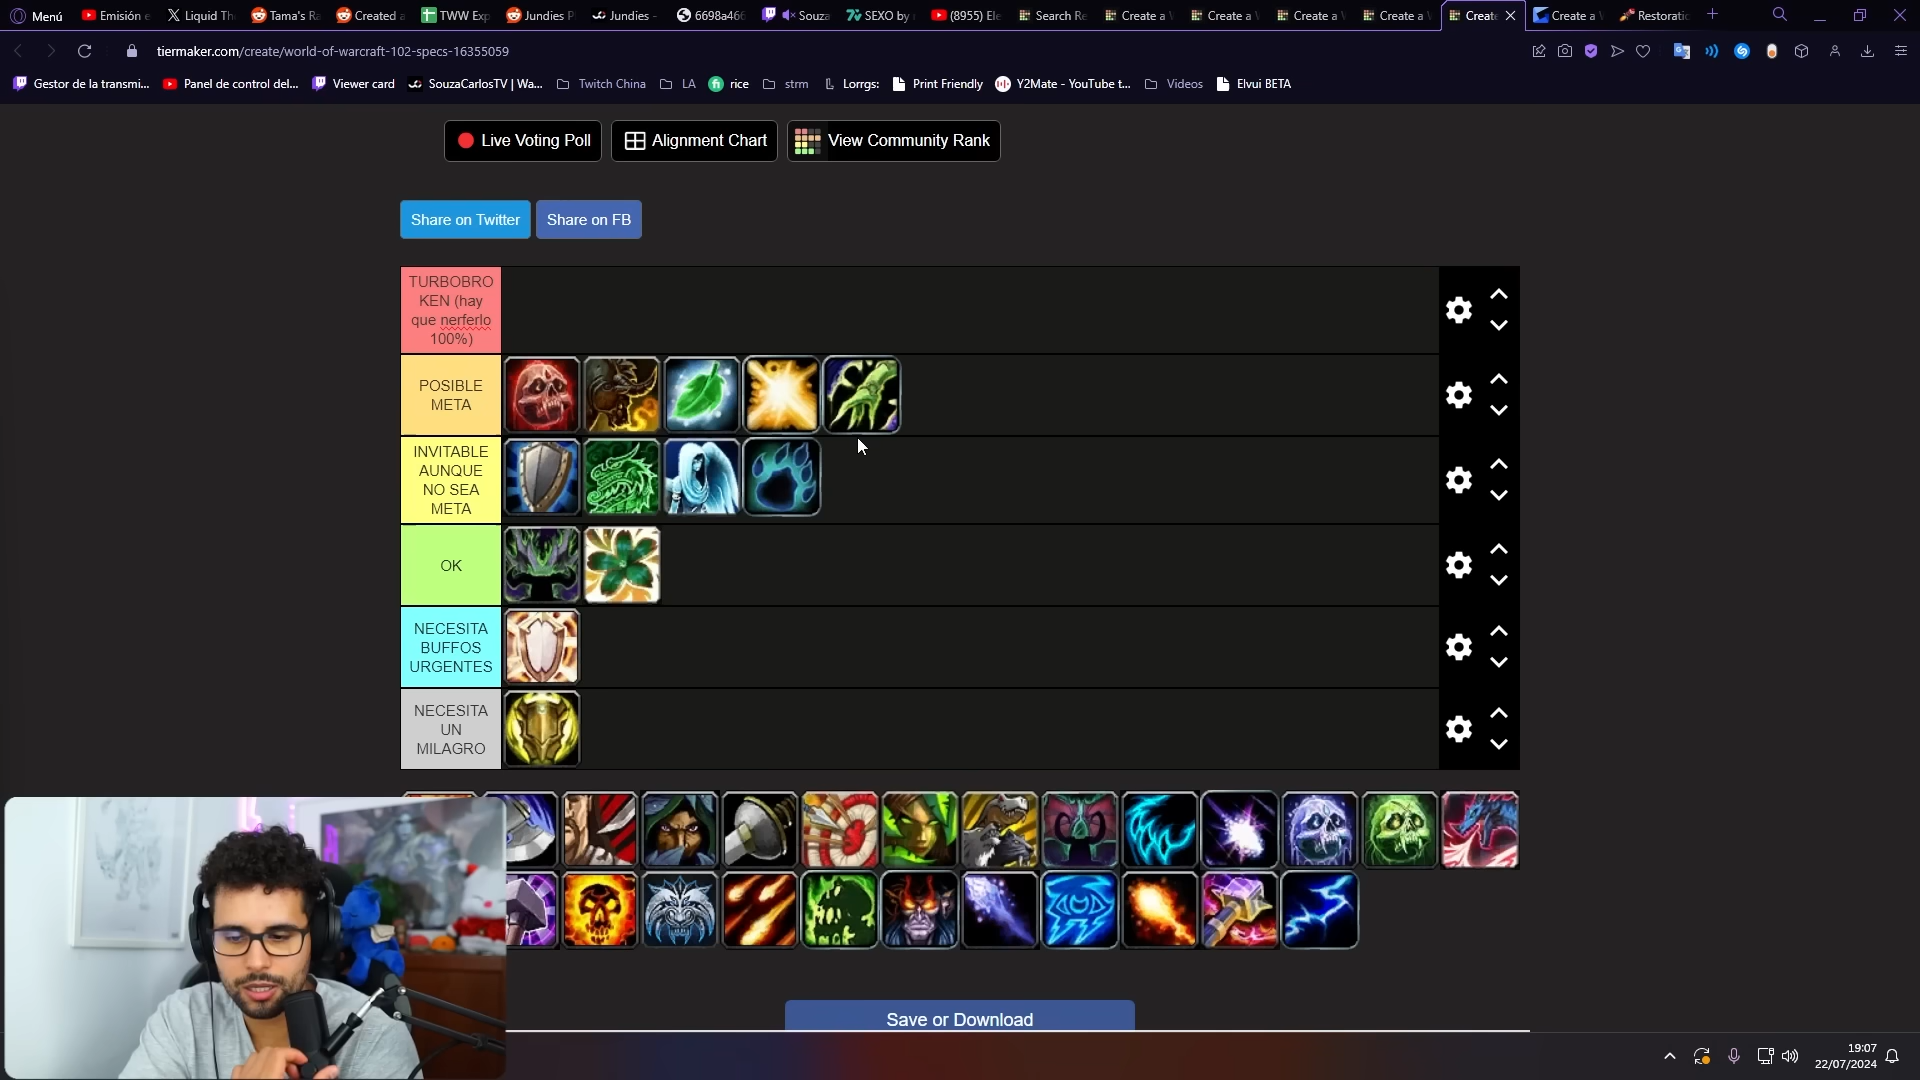 Menú
Emisión e
Liquid Th
Tama's Ra
Created a
TWW Exp
Jundies P
Jundies -
6698a466
Souza
SEXO by
(8955) Ele
Search Re
Create a
Create a
Create a
Create a
Create
Create a
Restoratio
tiermaker.com/create/world-of-warcraft-102-specs-16355059
Gestor de la transmi...
Panel de control del...
Viewer card
SouzaCarlosTV | Wa...
Twitch China
LA
rice
strm
Lorrgs:
Print Friendly
Y2Mate - YouTube t...
Videos
Elvui BETA
Live Voting Poll
Alignment Chart
View Community Rank
Share on Twitter
Share on FB
TURBOBRO
KEN (hay
que nerferlo
100%)
POSIBLE
META
INVITABLE
AUNQUE
NO SEA
META
OK
NECESITA
BUFFOS
URGENTES
NECESITA
UN
MILAGRO
Save or Download
19:07
22/07/2024